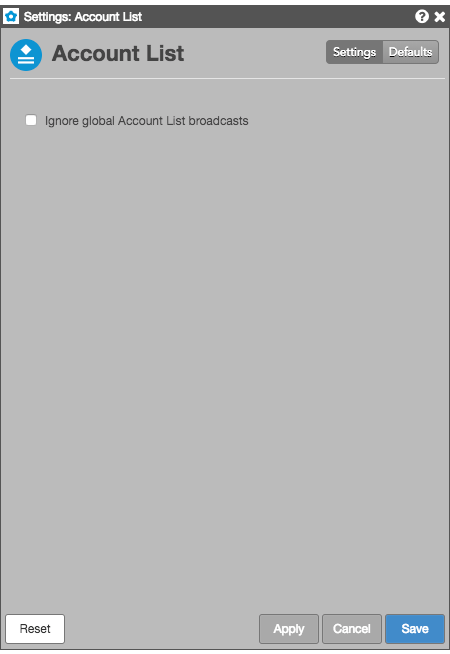 Settings: Account List
Account List
Settings Defaults
Ignore global Account List broadcasts
Reset Apply Cancel Save